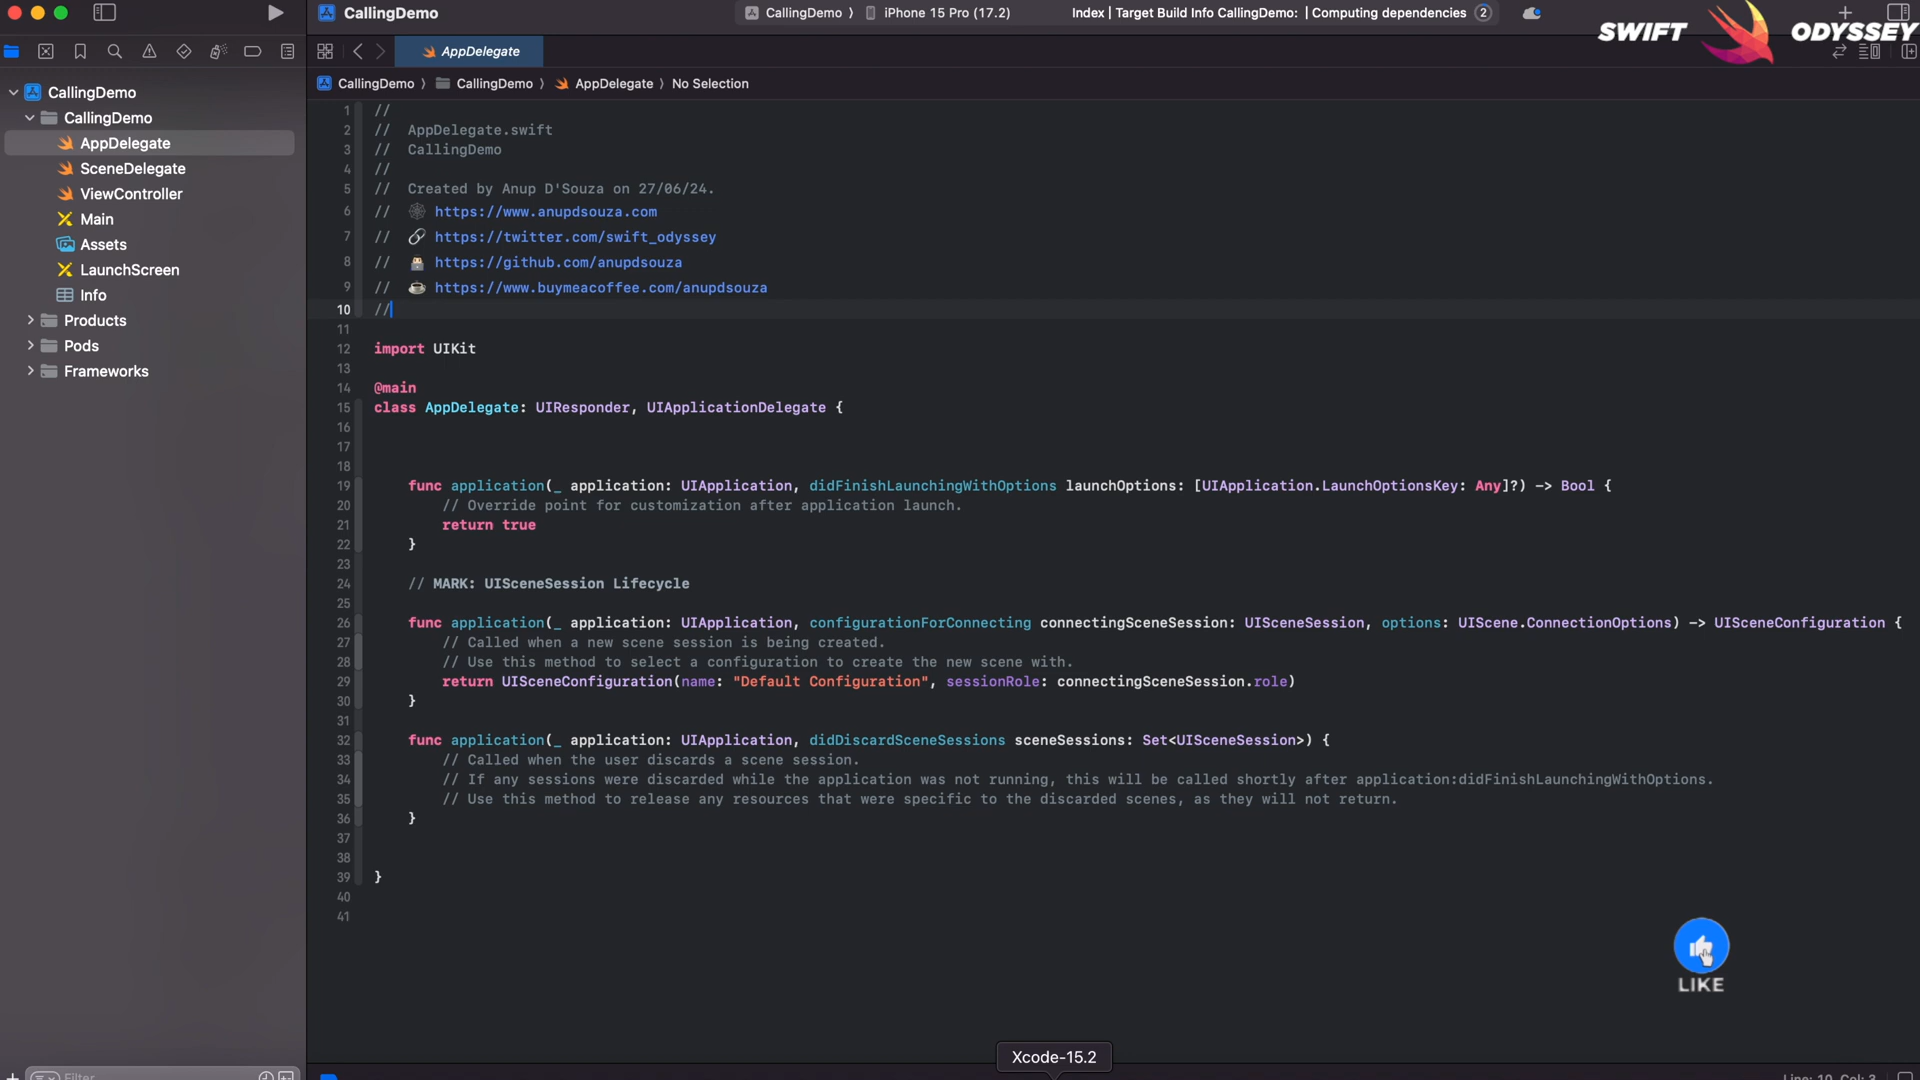 CallingDemo
CallingDemo ⟩ iPhone 15 Pro (17.2)
Index | Target Build Info CallingDemo: | Computing dependencies 2
SWIFT ODYSSEY
AppDelegate
CallingDemo ⟩ CallingDemo ⟩ AppDelegate ⟩ No Selection
CallingDemo
CallingDemo
AppDelegate
SceneDelegate
ViewController
Main
Assets
LaunchScreen
Info
Products
Pods
Frameworks
Filter
1 //
2 // AppDelegate.swift
3 // CallingDemo
4 //
5 // Created by Anup D'Souza on 27/06/24.
6 // 🕸️ https://www.anupdsouza.com
7 // 🔗 https://twitter.com/swift_odyssey
8 // 👨🏻‍💻 https://github.com/anupdsouza
9 // ☕️ https://www.buymeacoffee.com/anupdsouza
10 //
11
12 import UIKit
13
14 @main
15 class AppDelegate: UIResponder, UIApplicationDelegate {
16
17
18
19 func application(_ application: UIApplication, didFinishLaunchingWithOptions launchOptions: [UIApplication.LaunchOptionsKey: Any]?) -> Bool {
20 // Override point for customization after application launch.
21 return true
22 }
23
24 // MARK: UISceneSession Lifecycle
25
26 func application(_ application: UIApplication, configurationForConnecting connectingSceneSession: UISceneSession, options: UIScene.ConnectionOptions) -> UISceneConfiguration {
27 // Called when a new scene session is being created.
28 // Use this method to select a configuration to create the new scene with.
29 return UISceneConfiguration(name: "Default Configuration", sessionRole: connectingSceneSession.role)
30 }
31
32 func application(_ application: UIApplication, didDiscardSceneSessions sceneSessions: Set<UISceneSession>) {
33 // Called when the user discards a scene session.
34 // If any sessions were discarded while the application was not running, this will be called shortly after application:didFinishLaunchingWithOptions.
35 // Use this method to release any resources that were specific to the discarded scenes, as they will not return.
36 }
37
38
39 }
40
41
LIKE
Xcode-15.2
Line: 10 Col: 3